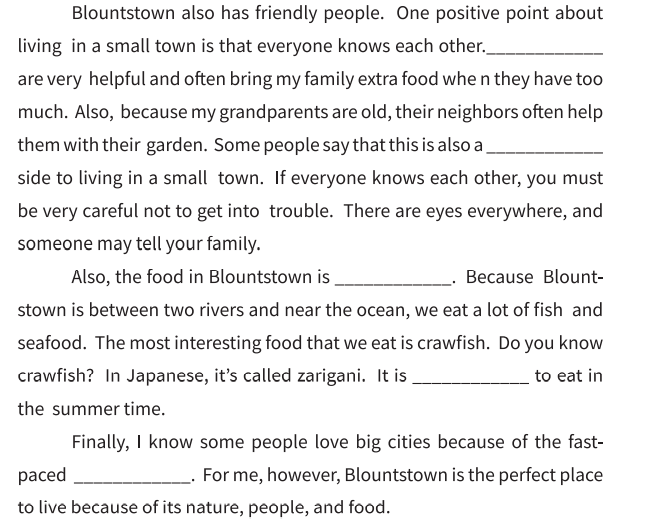 Blountstown also has friendly people. One positive point about
living in a small town is that everyone knows each other.____________
are very helpful and often bring my family extra food whe n they have too
much. Also, because my grandparents are old, their neighbors often help
them with their garden. Some people say that this is also a ____________
side to living in a small town. If everyone knows each other, you must
be very careful not to get into trouble. There are eyes everywhere, and
someone may tell your family.
Also, the food in Blountstown is ____________. Because Blount-
stown is between two rivers and near the ocean, we eat a lot of fish and
seafood. The most interesting food that we eat is crawfish. Do you know
crawfish? In Japanese, it’s called zarigani. It is ____________ to eat in
the summer time.
Finally, I know some people love big cities because of the fast-
paced ____________. For me, however, Blountstown is the perfect place
to live because of its nature, people, and food.